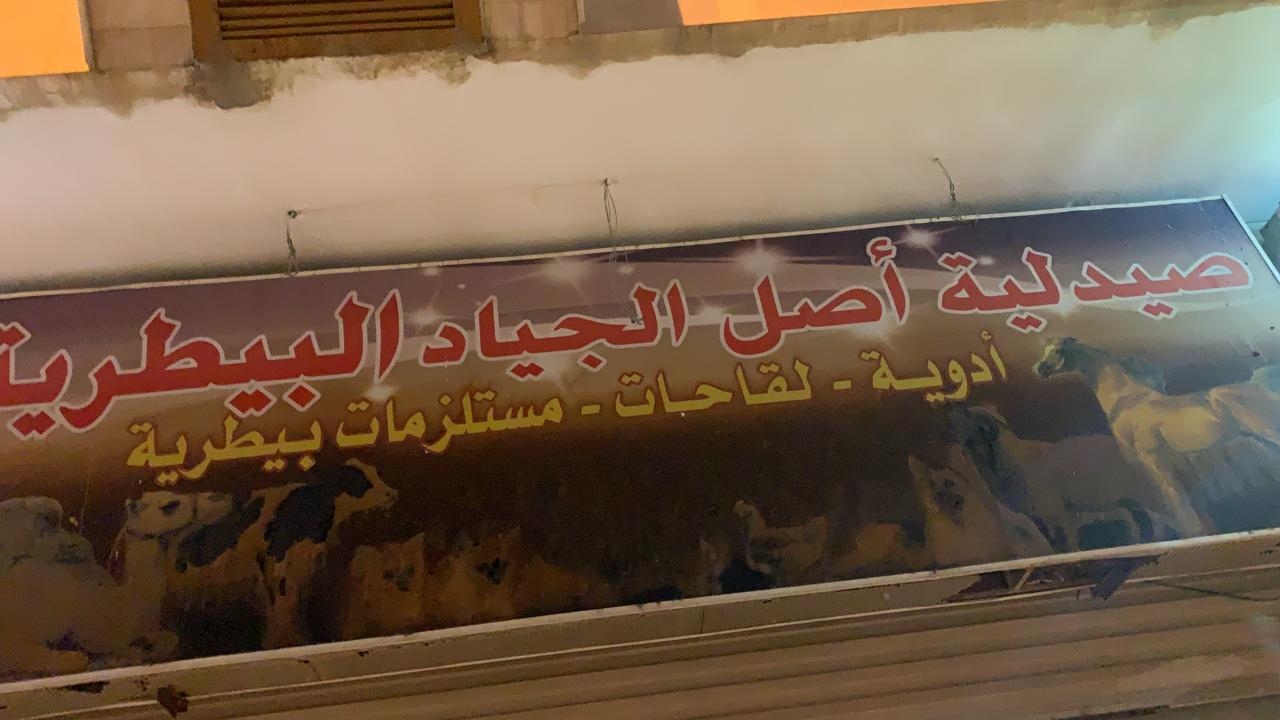 صيدلية أصل الجياد البيطرية
أدوية - لقاحات - مستلزمات بيطرية